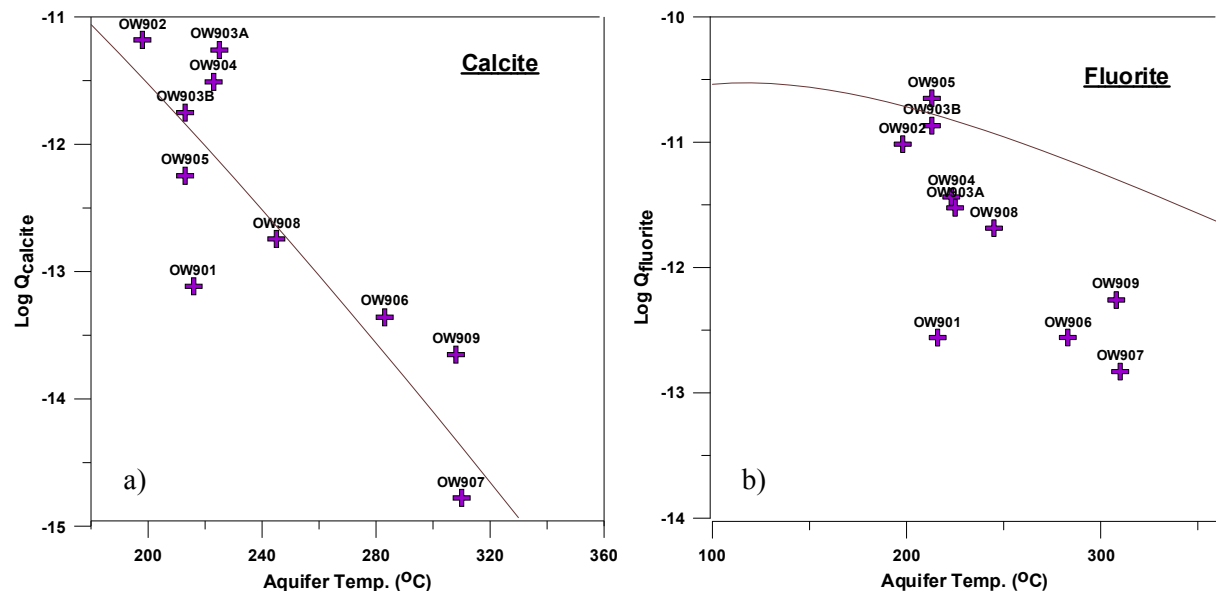 -11
-12
-13
-14
-15
Log Qcalcite
Calcite
OW902
OW903A
OW904
OW903B
OW905
OW908
OW901
OW906
OW909
OW907
a)
200
240
280
320
360
Aquifer Temp. (OC)
-10
-11
-12
-13
-14
Log Qfluorite
Fluorite
OW905
OW903B
OW902
OW904
OW903A
OW908
OW909
OW901
OW906
OW907
b)
100
200
300
Aquifer Temp. (OC)